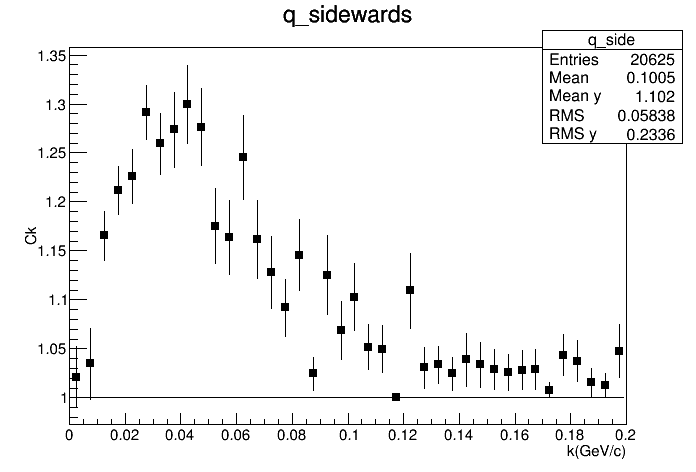 q_sidewards
q_side
Entries 20625
Mean 0.1005
Mean y 1.102
RMS 0.05838
RMS y 0.2336
1.35
1.3
1.25
1.2
Ck
1.15
1.1
1.05
1
0 0.02 0.04 0.06 0.08 0.1 0.12 0.14 0.16 0.18 0.2
k(GeV/c)